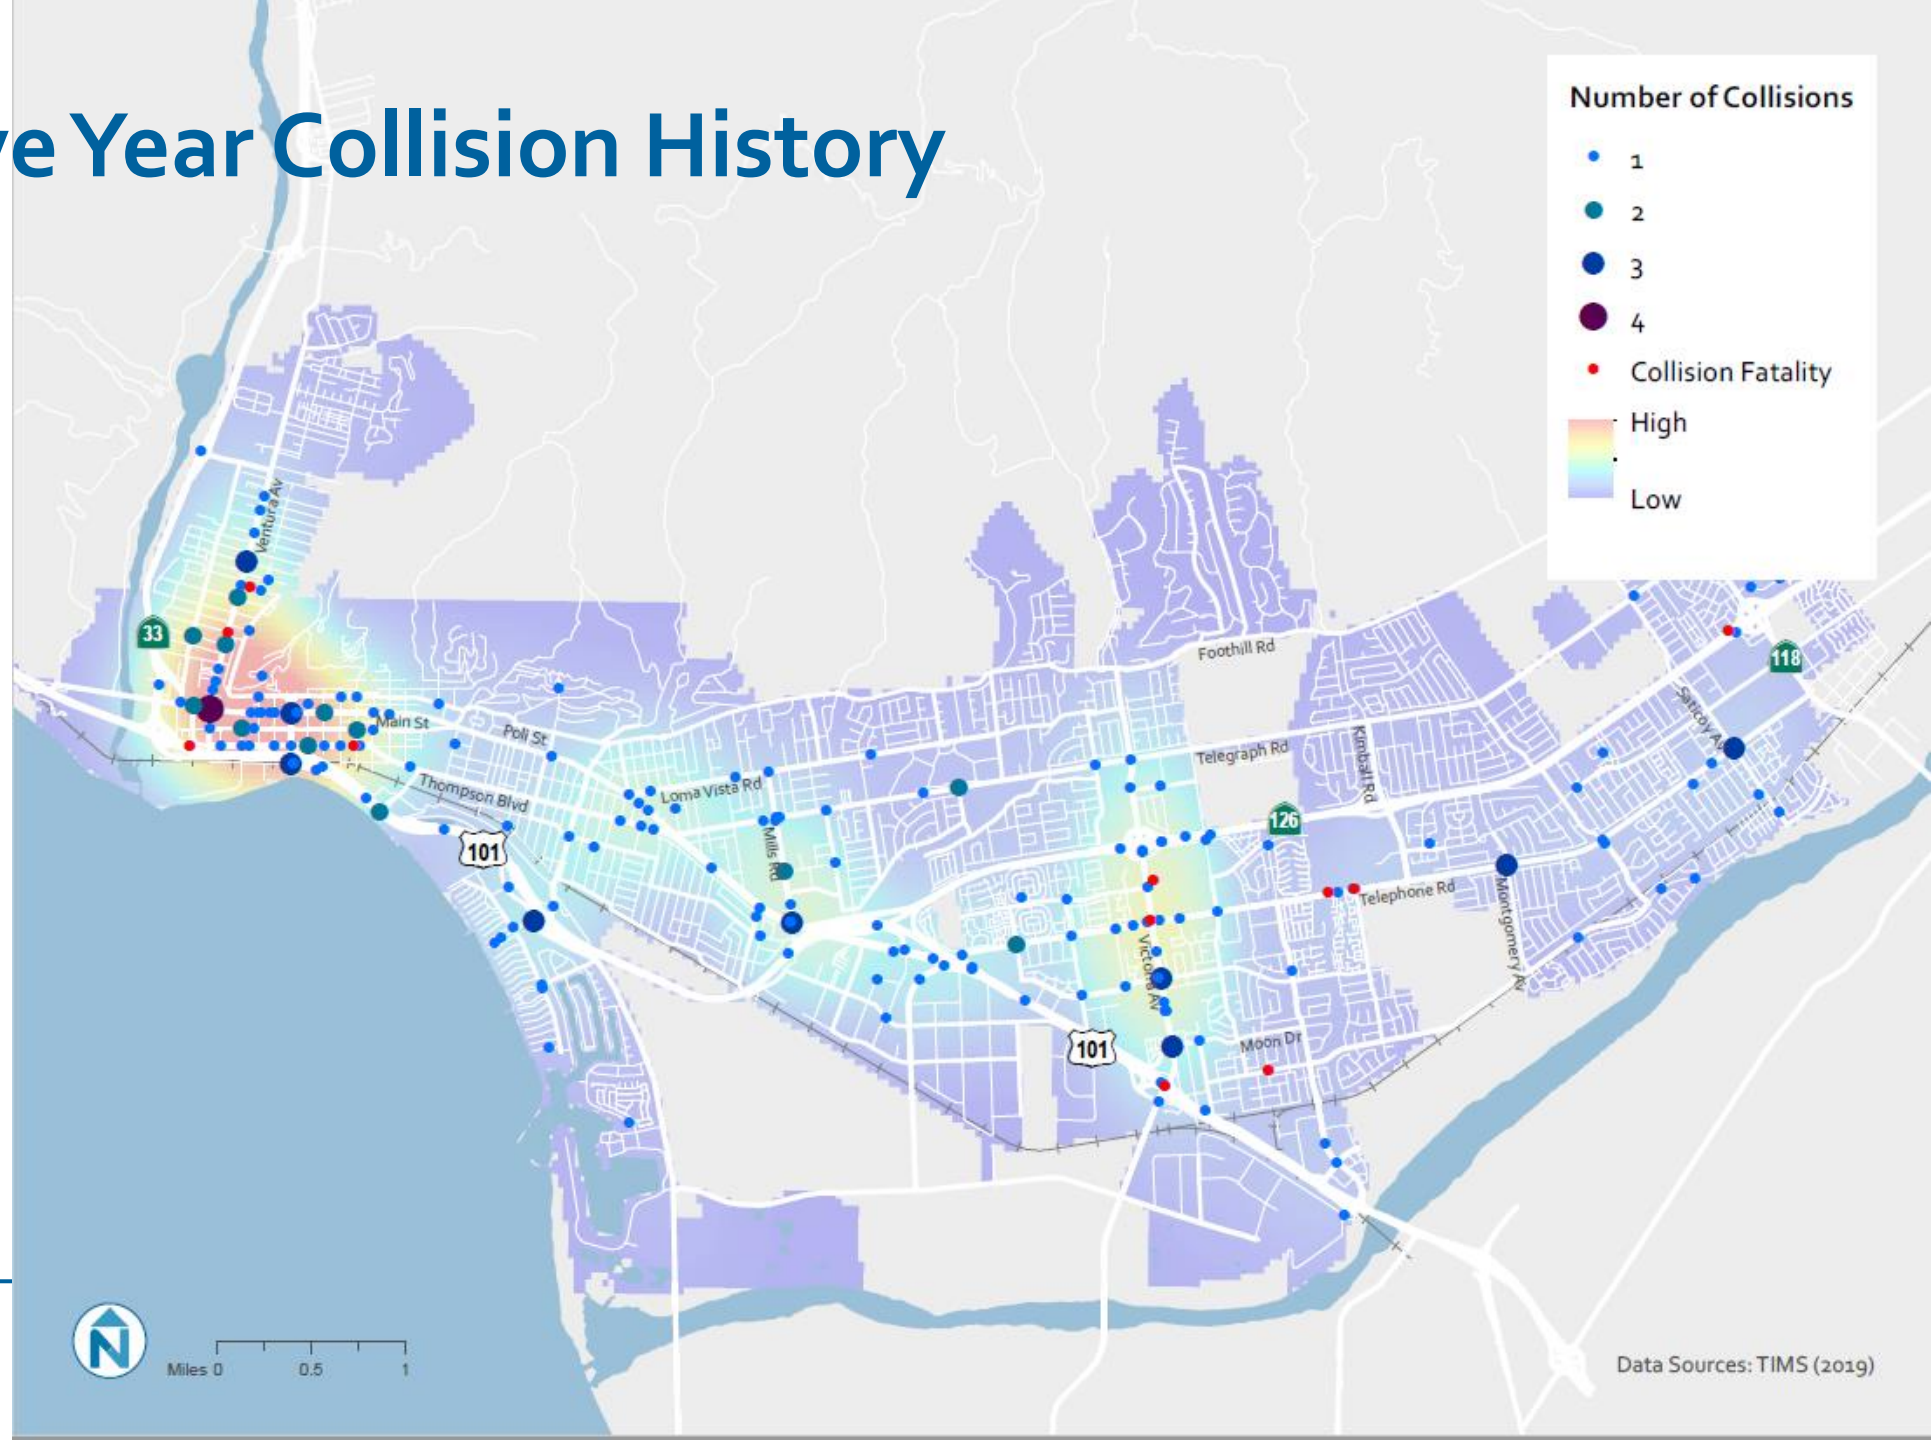 ve Year Collision History
Number of Collisions
1
2
3
4
Collision Fatality
High
Low
Ventura Av
33
118
Foothill Rd
Saticoy Av
Main St
Poli St
Telegraph Rd
Kimball Rd
Thompson Blvd
Loma Vista Rd
126
Mills Rd
101
Telephone Rd
Montgomery Av
Victoria Av
101
Moon Dr
N
Miles 0 0.5 1
Data Sources: TIMS (2019)